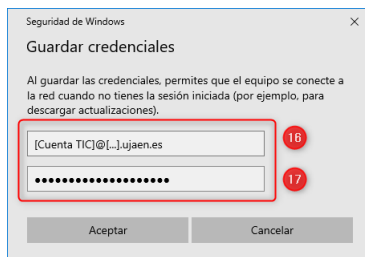 Seguridad de Windows
Guardar credenciales
Al guardar las credenciales, permites que el equipo se conecte a
la red cuando no tienes la sesión iniciada (por ejemplo, para
descargar actualizaciones).
[Cuenta TIC]@[...].ujaen.es
16
●●●●●●●●●●●●●●●●●●●●
17
Aceptar
Cancelar